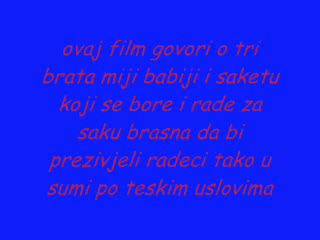 ovaj film govori o tri
brata miji babiji i saketu
koji se bore i rade za
saku brasna da bi
prezivjeli radeci tako u
sumi po teskim uslovima